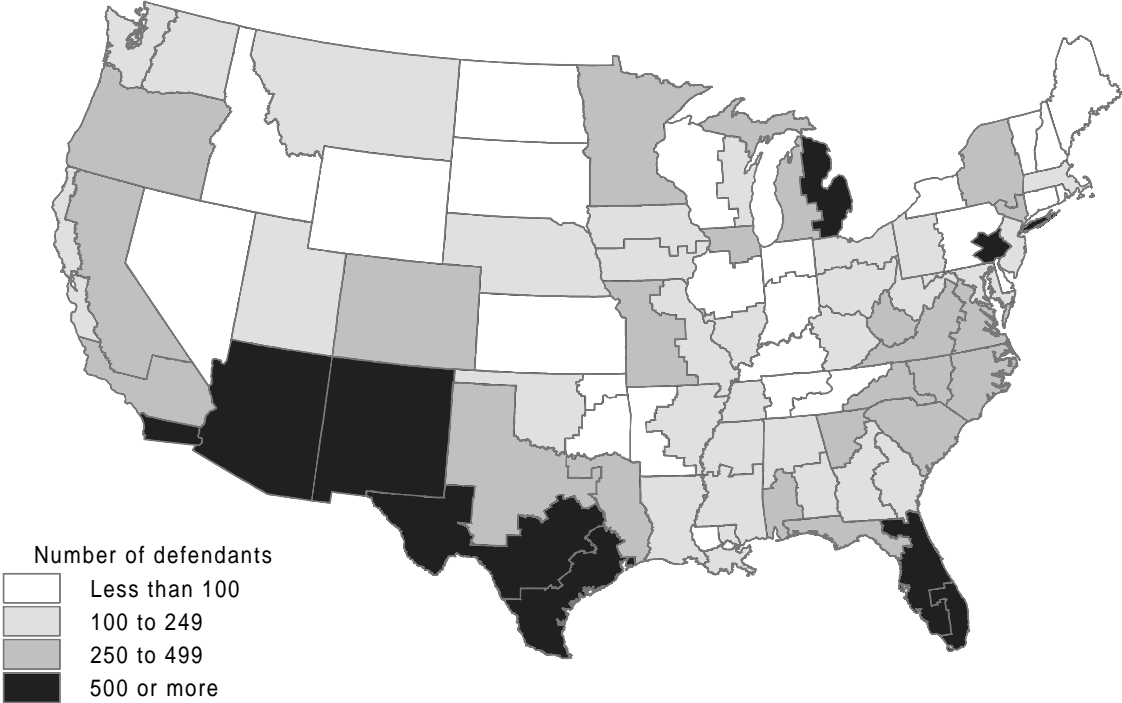 Number of defendants
Less than 100
100 to 249
250 to 499
500 or more